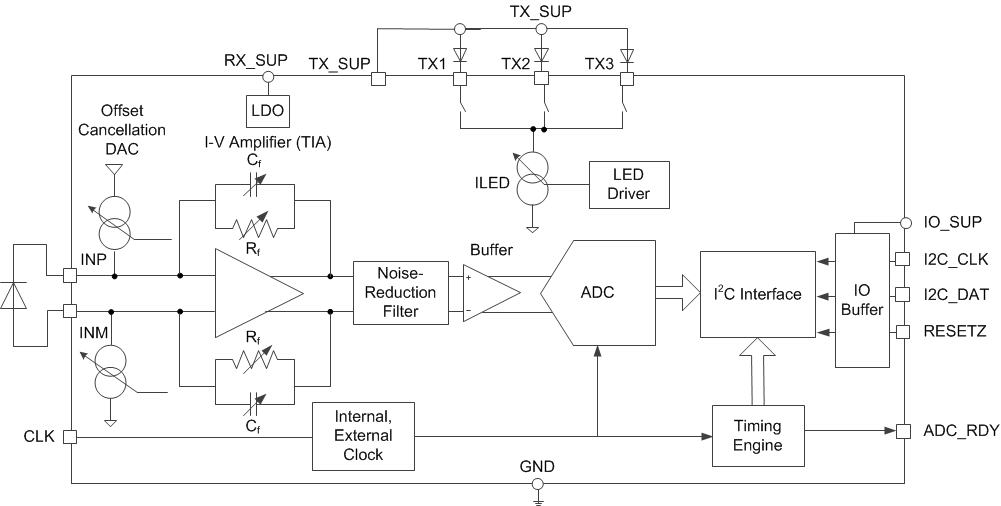 TX_SUP
RX_SUP
TX_SUP
TX1
TX2
TX3
LDO
Offset
Cancellation
DAC
I-V Amplifier (TIA)
Cf
Rf
ILED
LED
Driver
IO_SUP
INP
Buffer
I2C_CLK
Noise-
Reduction
Filter
+
−
ADC
I2C Interface
IO
Buffer
I2C_DAT
RESETZ
INM
Rf
Cf
CLK
Internal,
External
Clock
Timing
Engine
ADC_RDY
GND